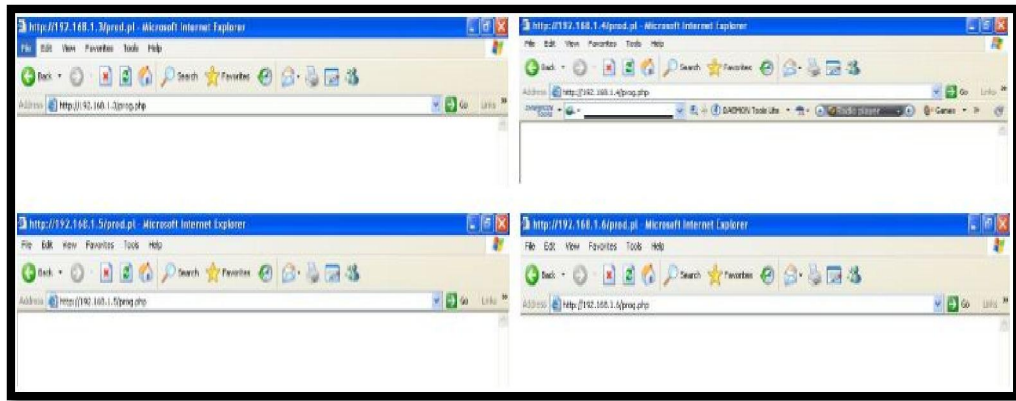 http://192.168.1.3/prod.pl - Microsoft Internet Explorer
File Edit View Favorites Tools Help
Back Search Favorites
Address http://192.168.1.3/prog.php Go Links »
http://192.168.1.4/prod.pl - Microsoft Internet Explorer
File Edit View Favorites Tools Help
Back Search Favorites
Address http://192.168.1.4/prog.php Go Links »
DAEMON Tools DAEMON Tools Lite Radio player Games »
http://192.168.1.5/prod.pl - Microsoft Internet Explorer
File Edit View Favorites Tools Help
Back Search Favorites
Address http://192.168.1.5/prog.php Go Links »
http://192.168.1.6/prod.pl - Microsoft Internet Explorer
File Edit View Favorites Tools Help
Back Search Favorites
Address http://192.168.1.6/prog.php Go Links »